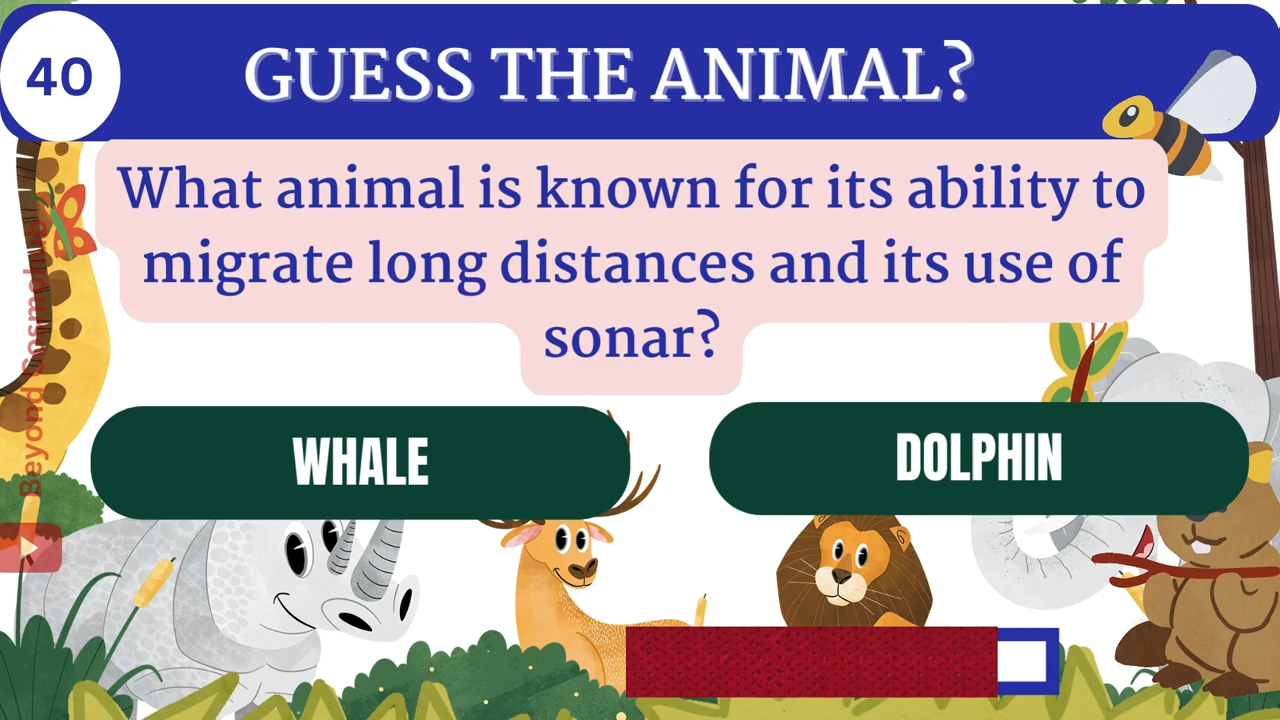 40
GUESS THE ANIMAL?
What animal is known for its ability to
migrate long distances and its use of
sonar?
WHALE
DOLPHIN